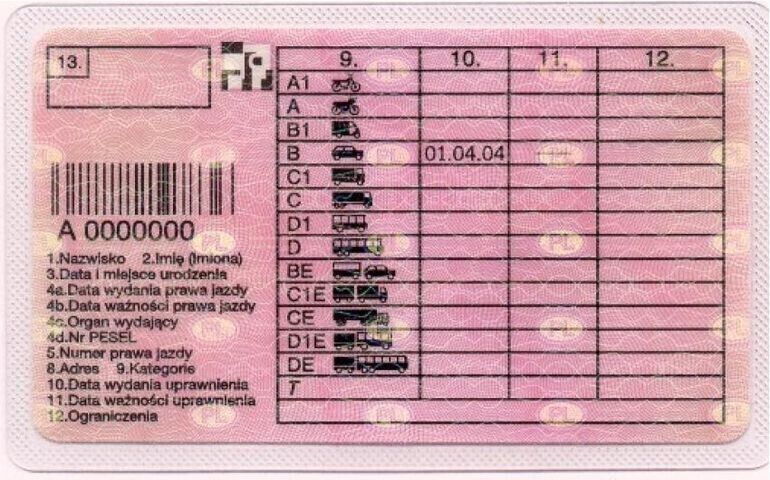 13.
9. 10. 11. 12.
A1
A
B1
B 01.04.04
C1
C
D1
D
BE
C1E
CE
D1E
DE
T
A 0000000
1.Nazwisko 2.Imię (Imiona)
3.Data i miejsce urodzenia
4a.Data wydania prawa jazdy
4b.Data ważności prawa jazdy
4c.Organ wydający
4d.Nr PESEL
5.Numer prawa jazdy
8.Adres 9.Kategorie
10.Data wydania uprawnienia
11.Data ważności uprawnienia
12.Ograniczenia
PL